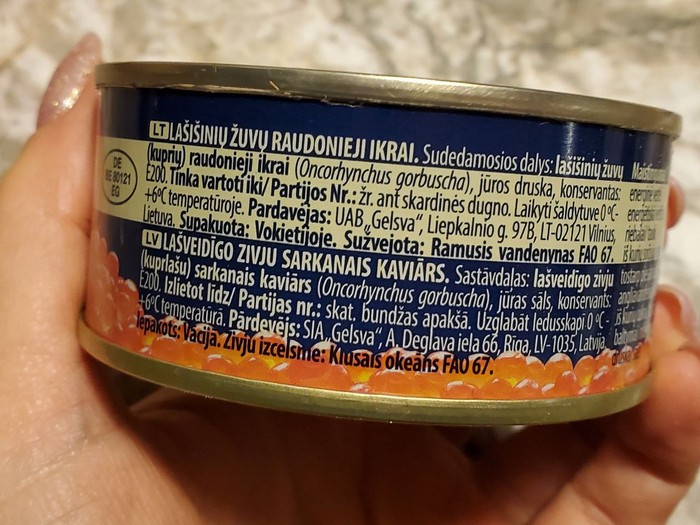 LT LAŠIŠINIŲ ŽUVŲ RAUDONIEJI IKRAI. Sudedamosios dalys: lašišinių žuvų
(kuprių) raudonieji ikrai (Oncorhynchus gorbuscha), jūros druska, konservantas:
E200. Tinka vartoti iki/ Partijos Nr.: žr. ant skardinės dugno. Laikyti šaldytuve 0 °C-
+6°C temperatūroje. Pardavėjas: UAB „Gelsva“, Liepkalnio g. 97B, LT-02121 Vilnius,
Lietuva. Supakuota: Vokietijoje. Sužvejota: Ramusis vandenynas FAO 67.
LV LAŠVEIDĪGO ZIVJU SARKANAIS KAVIĀRS. Sastāvdaļas: lašveidīgo zivju
(kuprlašu) sarkanais kaviārs (Oncorhynchus gorbuscha), jūras sāls, konservants:
E200. Izlietot līdz/ Partijas nr.: skat. bundžas apakšā. Uzglabāt ledusskapī 0 °C -
+6°C temperatūrā. Pārdevējs: SIA „Gelsva“, A. Deglava iela 66, Rīga, LV-1035, Latvija.
Iepakots: Vācijā. Zivju izcelsme: Klusais okeāns FAO 67.
DE
BE 80121
EG